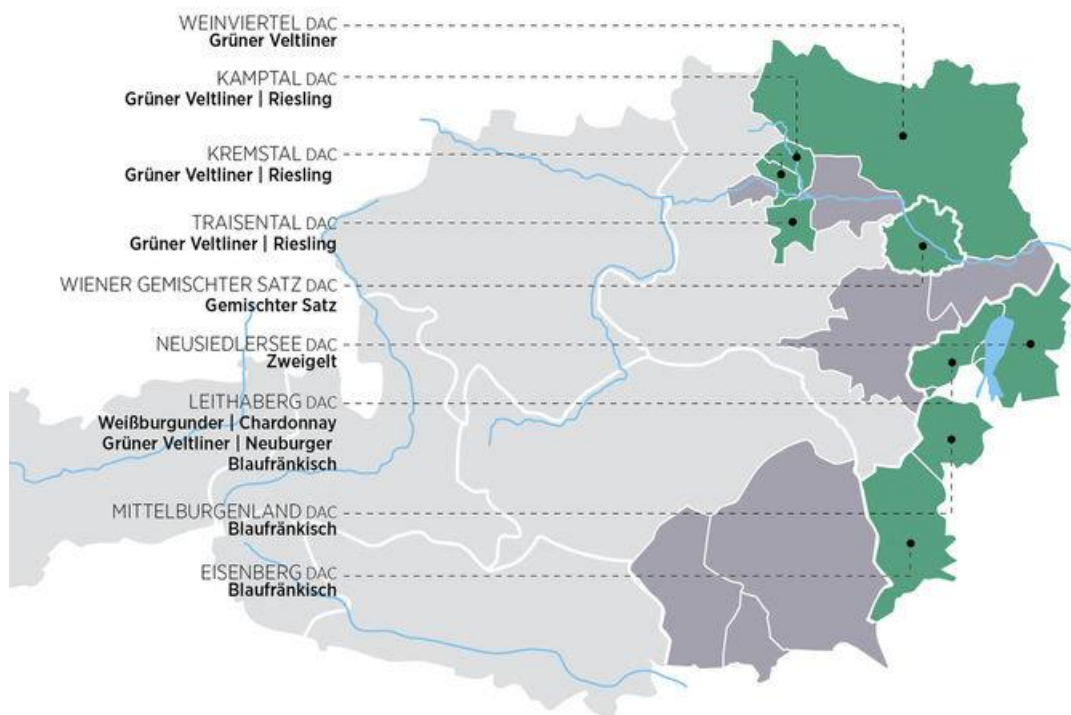 WEINVIERTEL DAC
Grüner Veltliner
KAMPTAL DAC
Grüner Veltliner | Riesling
KREMSTAL DAC
Grüner Veltliner | Riesling
TRAISENTAL DAC
Grüner Veltliner | Riesling
WIENER GEMISCHTER SATZ DAC
Gemischter Satz
NEUSIEDLERSEE DAC
Zweigelt
LEITHABERG DAC
Weißburgunder | Chardonnay
Grüner Veltliner | Neuburger
Blaufränkisch
MITTELBURGENLAND DAC
Blaufränkisch
EISENBERG DAC
Blaufränkisch